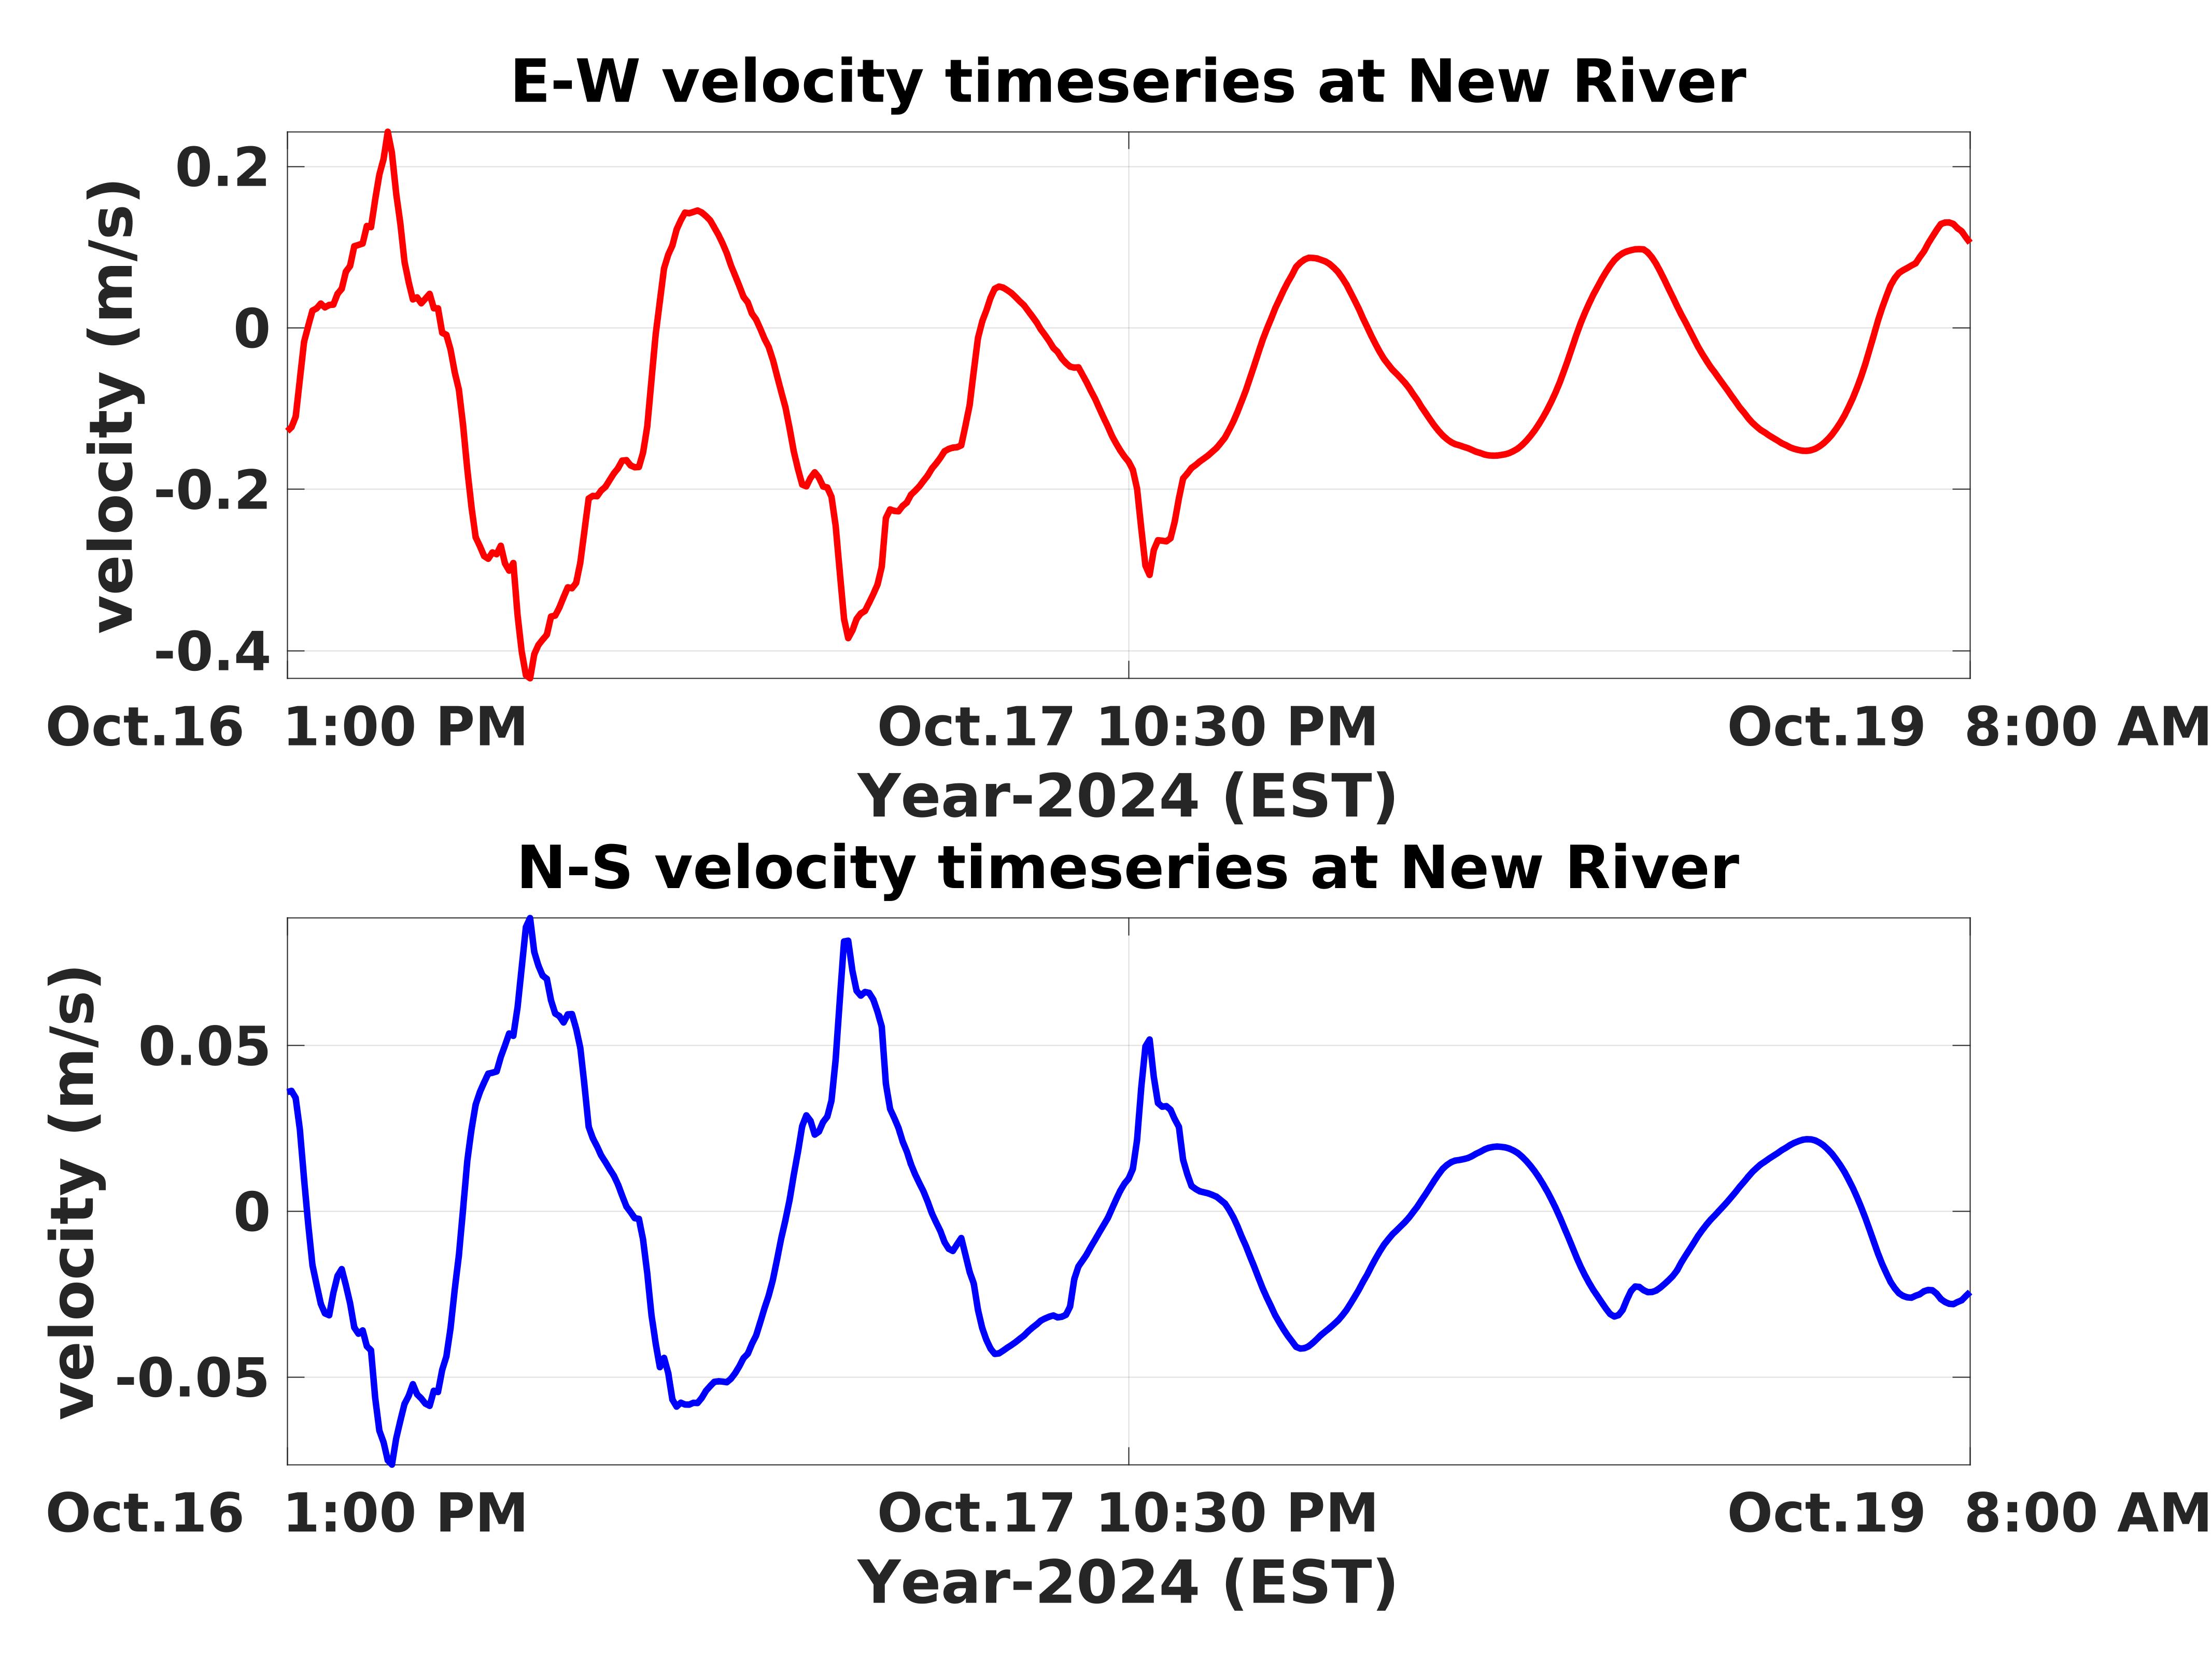 E-W velocity timeseries at New River
velocity (m/s)
0.2
0
-0.2
-0.4
Oct.16  1:00 PM
Oct.17 10:30 PM
Oct.19  8:00 AM
Year-2024 (EST)
N-S velocity timeseries at New River
velocity (m/s)
0.05
0
-0.05
Oct.16  1:00 PM
Oct.17 10:30 PM
Oct.19  8:00 AM
Year-2024 (EST)